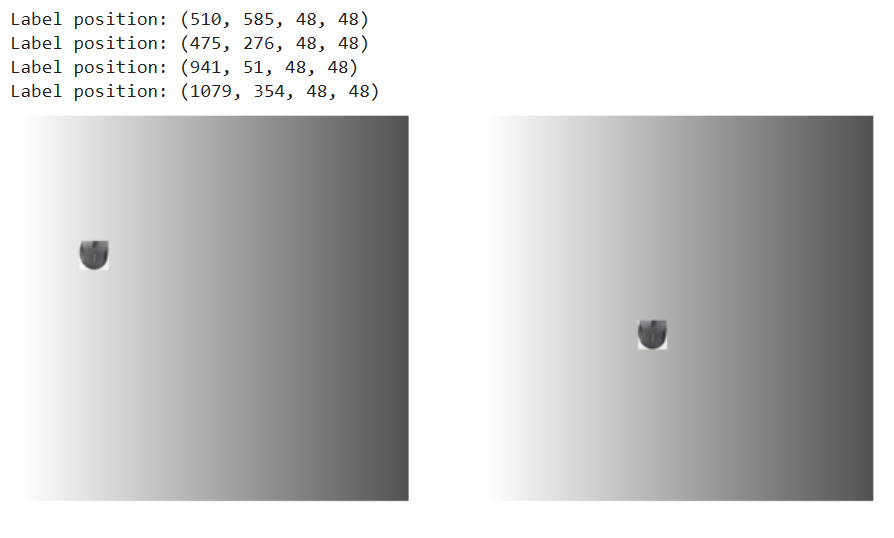 Label position: (510, 585, 48, 48)
Label position: (475, 276, 48, 48)
Label position: (941, 51, 48, 48)
Label position: (1079, 354, 48, 48)